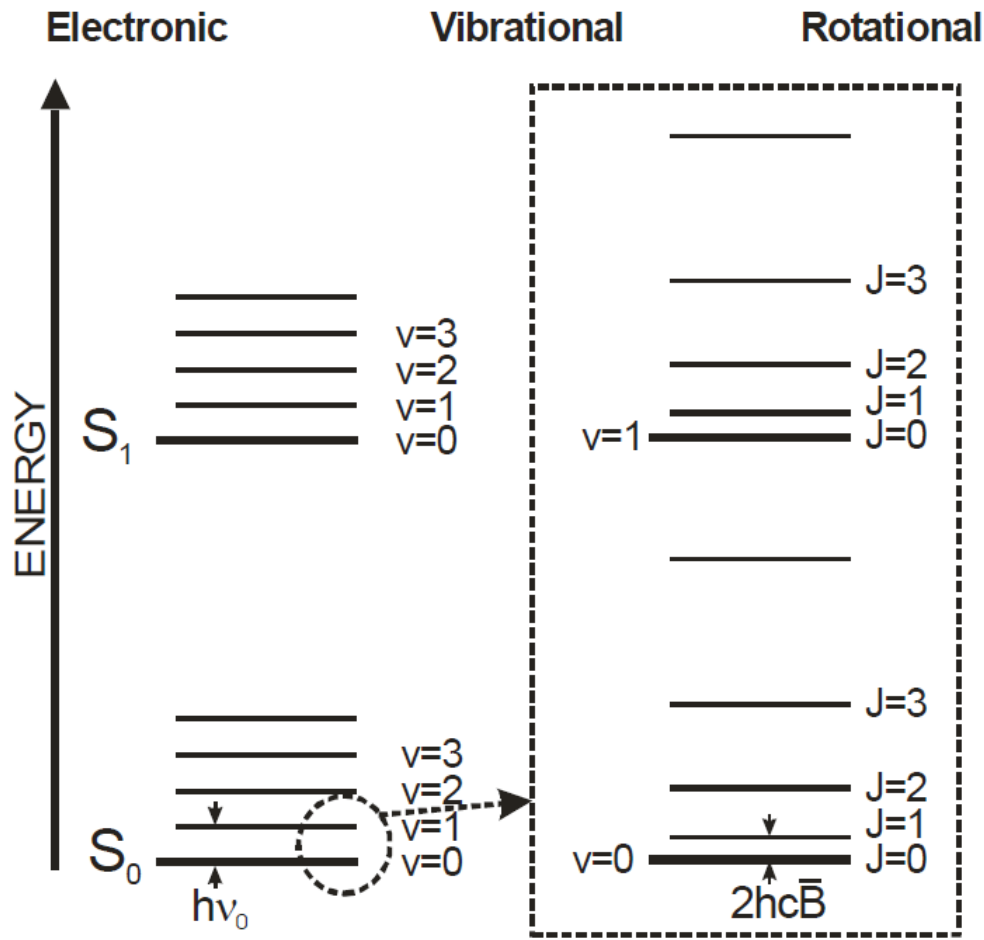 Electronic Vibrational Rotational
ENERGY
S₁
v=3
v=2
v=1
v=0
S₀
v=3
v=2
v=1
v=0
hν₀
J=3
J=2
J=1
J=0
v=1
J=3
J=2
J=1
J=0
v=0
2hcB̅